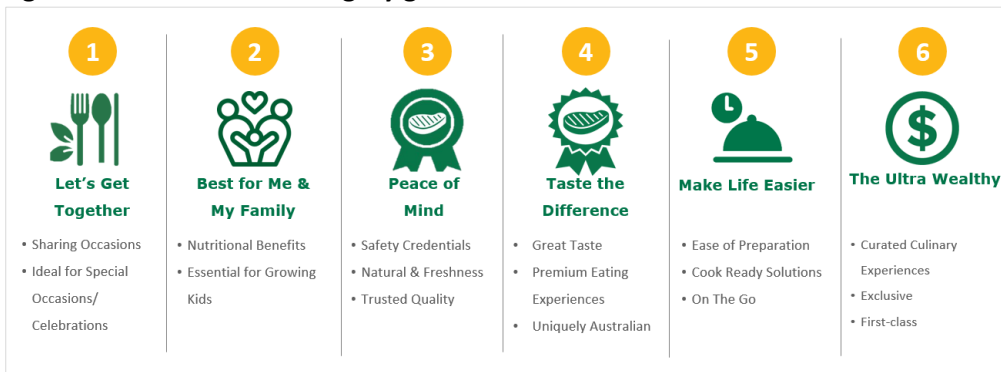 1
Let's Get
Together
• Sharing Occasions
• Ideal for Special
Occasions/
Celebrations
2
Best for Me &
My Family
• Nutritional Benefits
• Essential for Growing
Kids
3
Peace of
Mind
• Safety Credentials
• Natural & Freshness
• Trusted Quality
4
Taste the
Difference
• Great Taste
• Premium Eating
Experiences
• Uniquely Australian
5
Make Life Easier
• Ease of Preparation
• Cook Ready Solutions
• On The Go
6
$
The Ultra Wealthy
• Curated Culinary
Experiences
• Exclusive
• First-class